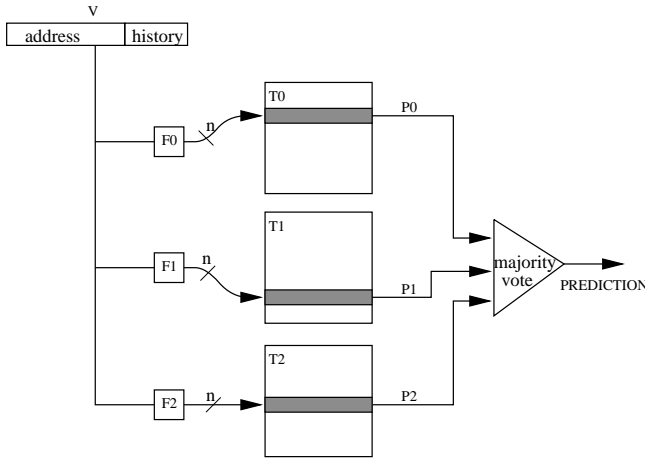 V
address history
T0
P0
n
F0
T1
n
F1
P1
majority
vote
PREDICTION
T2
n
F2
P2